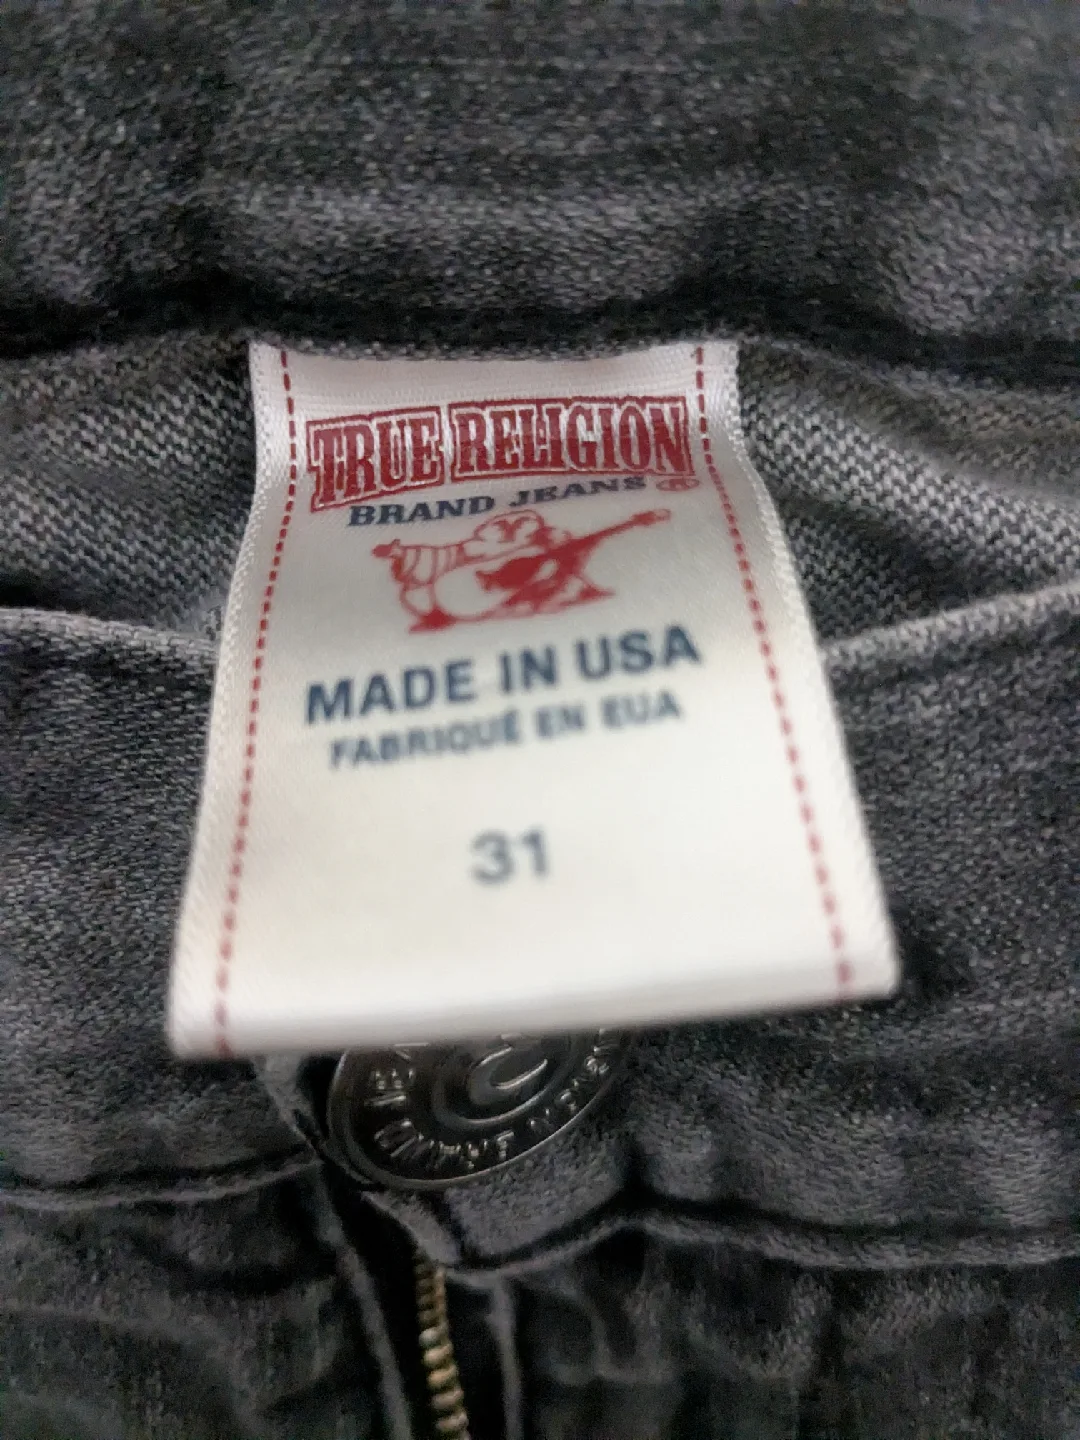 TRUE RELIGION
BRAND JEANS ®
MADE IN USA
FABRIQUÉ EN EUA
31